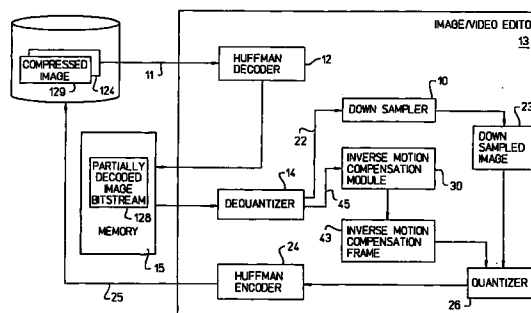 IMAGE/VIDEO EDITOR
13
COMPRESSED
IMAGE
129
124
11
HUFFMAN
DECODER
12
10
DOWN SAMPLER
22
23
DOWN
SAMPLED
IMAGE
PARTIALLY
DECODED
IMAGE
BITSTREAM
128
MEMORY
15
14
DEQUANTIZER
45
INVERSE MOTION
COMPENSATION
MODULE
30
43
INVERSE MOTION
COMPENSATION
FRAME
24
HUFFMAN
ENCODER
25
QUANTIZER
26